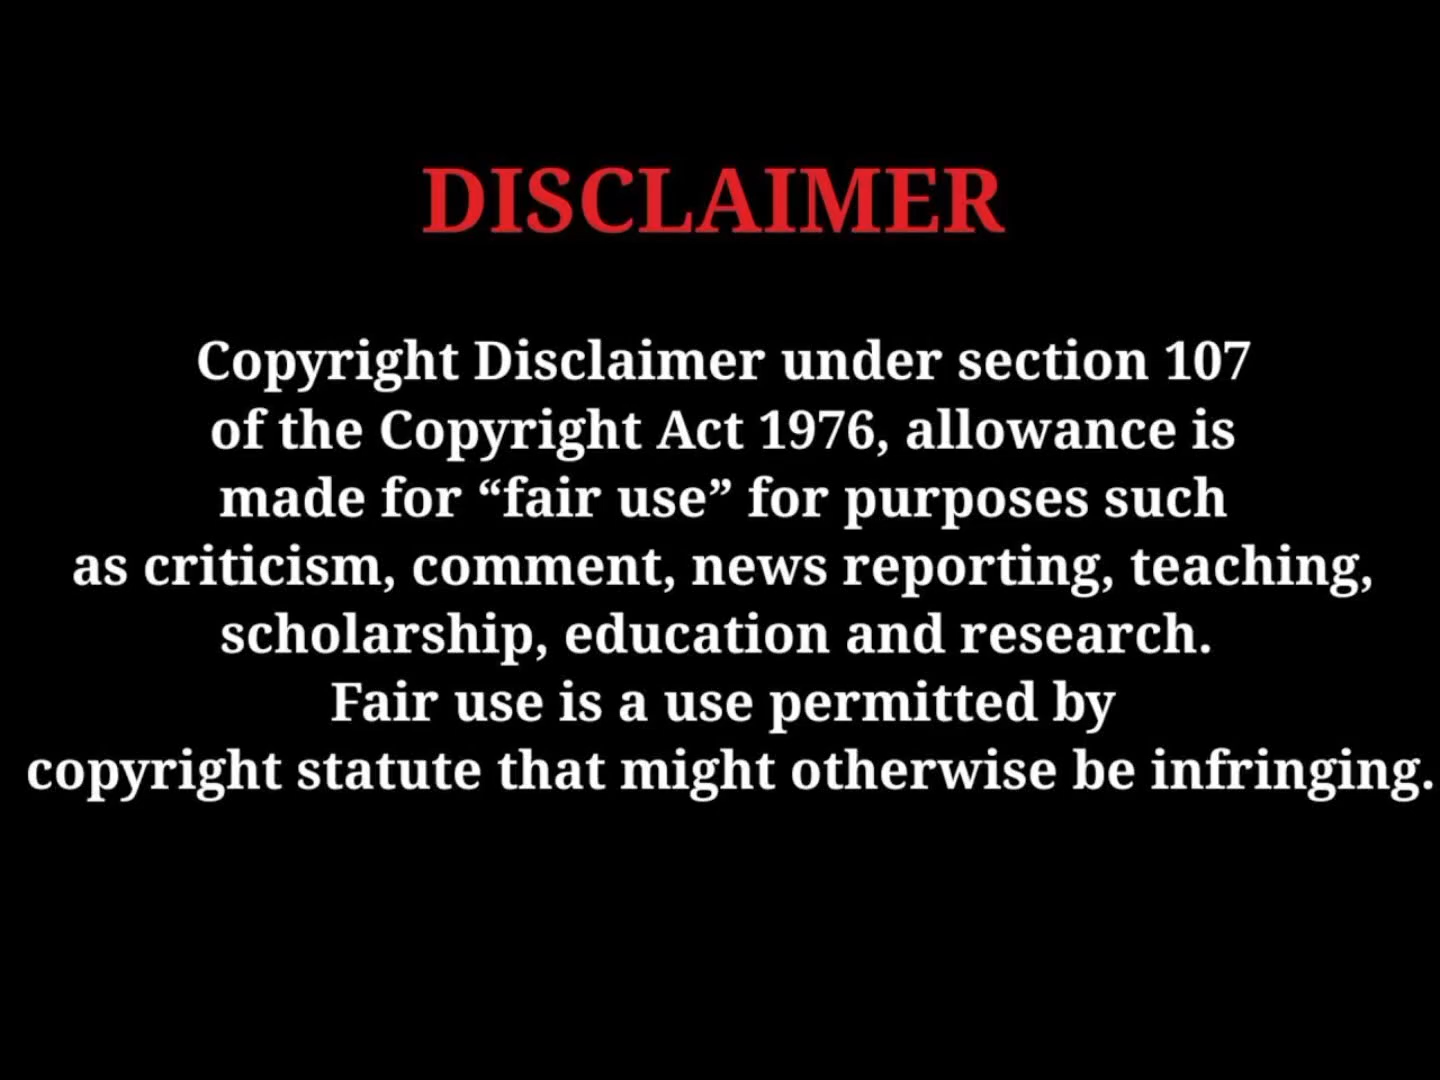 DISCLAIMER
Copyright Disclaimer under section 107
of the Copyright Act 1976, allowance is
made for “fair use” for purposes such
as criticism, comment, news reporting, teaching,
scholarship, education and research.
Fair use is a use permitted by
copyright statute that might otherwise be infringing.